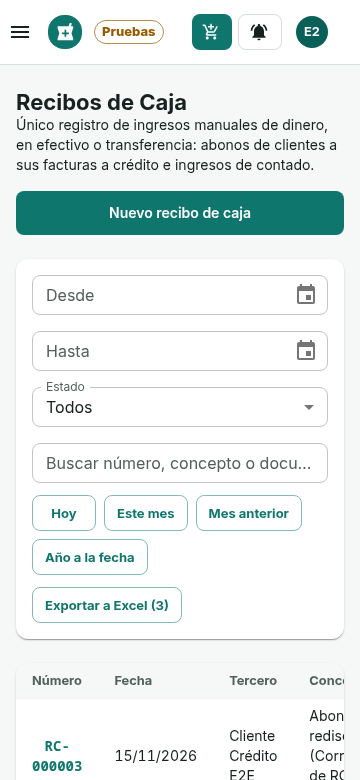 Pruebas
E2
Recibos de Caja
Único registro de ingresos manuales de dinero,
en efectivo o transferencia: abonos de clientes a
sus facturas a crédito e ingresos de contado.
Nuevo recibo de caja
Desde
Hasta
Estado
Todos
Buscar número, concepto o docu...
Hoy
Este mes
Mes anterior
Año a la fecha
Exportar a Excel (3)
Número Fecha Tercero
RC-
000003
15/11/2026
Cliente
Crédito
E2E